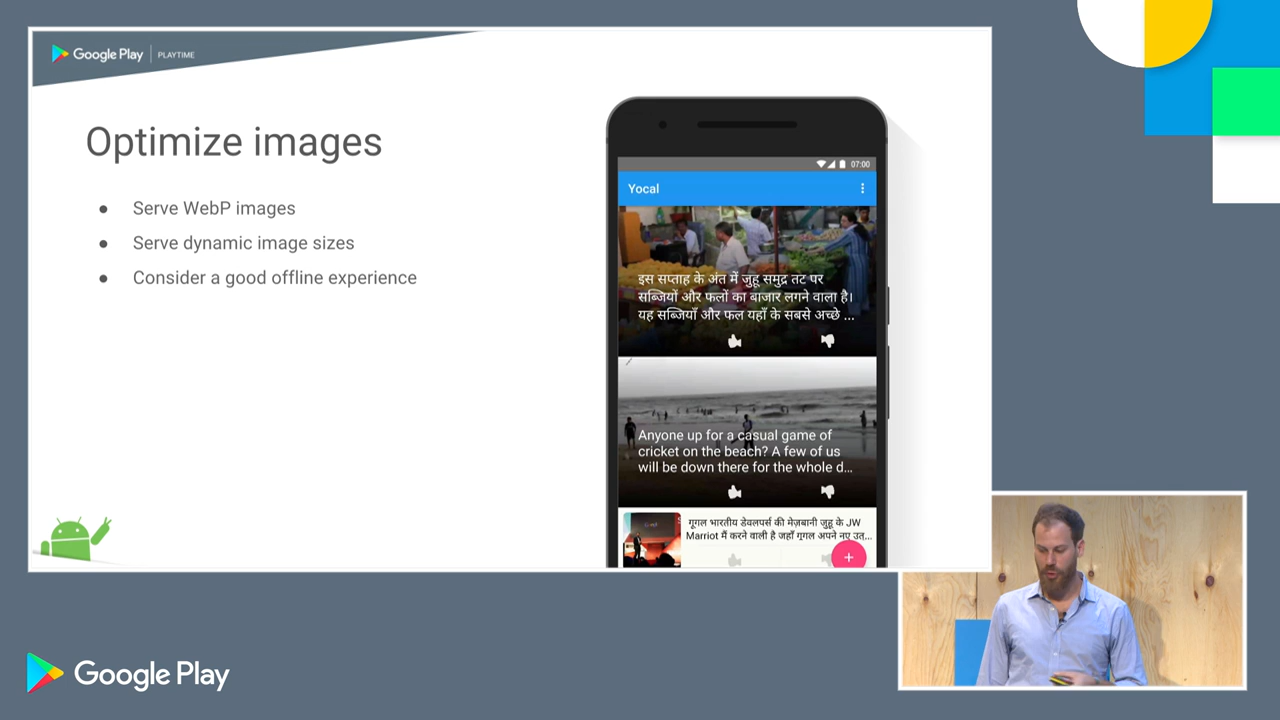 Google Play | PLAYTIME
Optimize images
● Serve WebP images
● Serve dynamic image sizes
● Consider a good offline experience
07:00
Yocal
इस सप्ताह के अंत में जुहू समुद्र तट पर
सब्जियों और फलों का बाजार लगने वाला है।
यह सब्जियाँ और फल यहाँ के सबसे अच्छे ...
Anyone up for a casual game of
cricket on the beach? A few of us
will be down there for the whole d...
गूगल भारतीय डेवलपर्स की मेज़बानी जुहू के JW
Marriot मैं करने वाली है जहाँ गूगल अपने नए उत...
+
Google Play